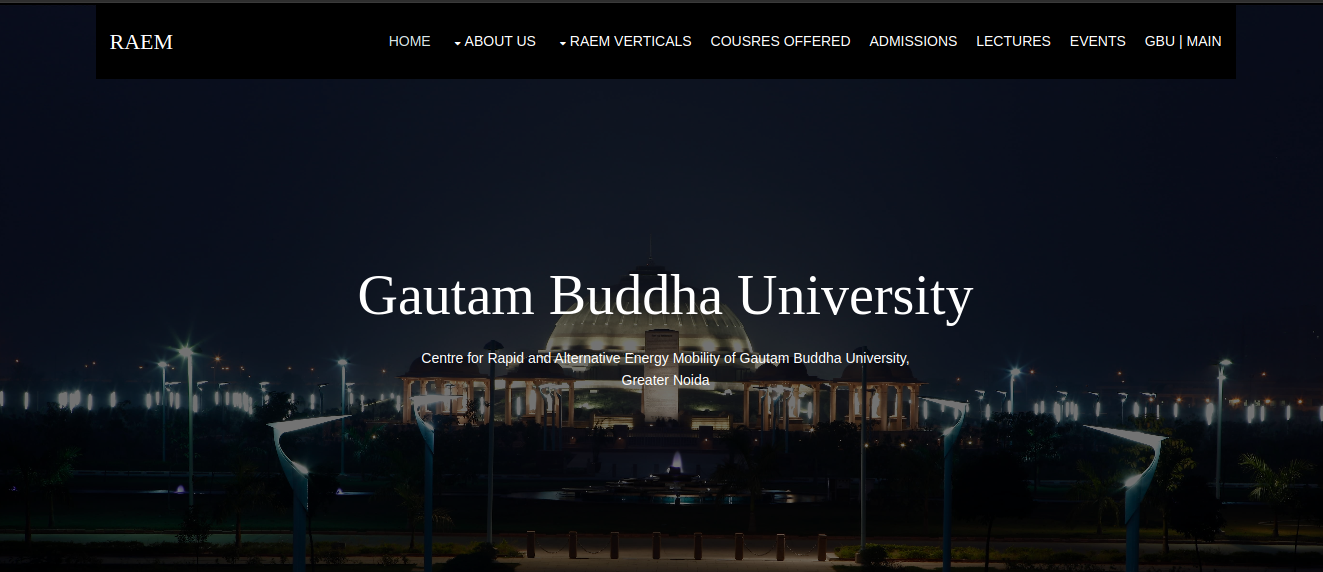 RAEM
HOME ABOUT US RAEM VERTICALS COUSRES OFFERED ADMISSIONS LECTURES EVENTS GBU | MAIN
Gautam Buddha University
Centre for Rapid and Alternative Energy Mobility of Gautam Buddha University,
Greater Noida